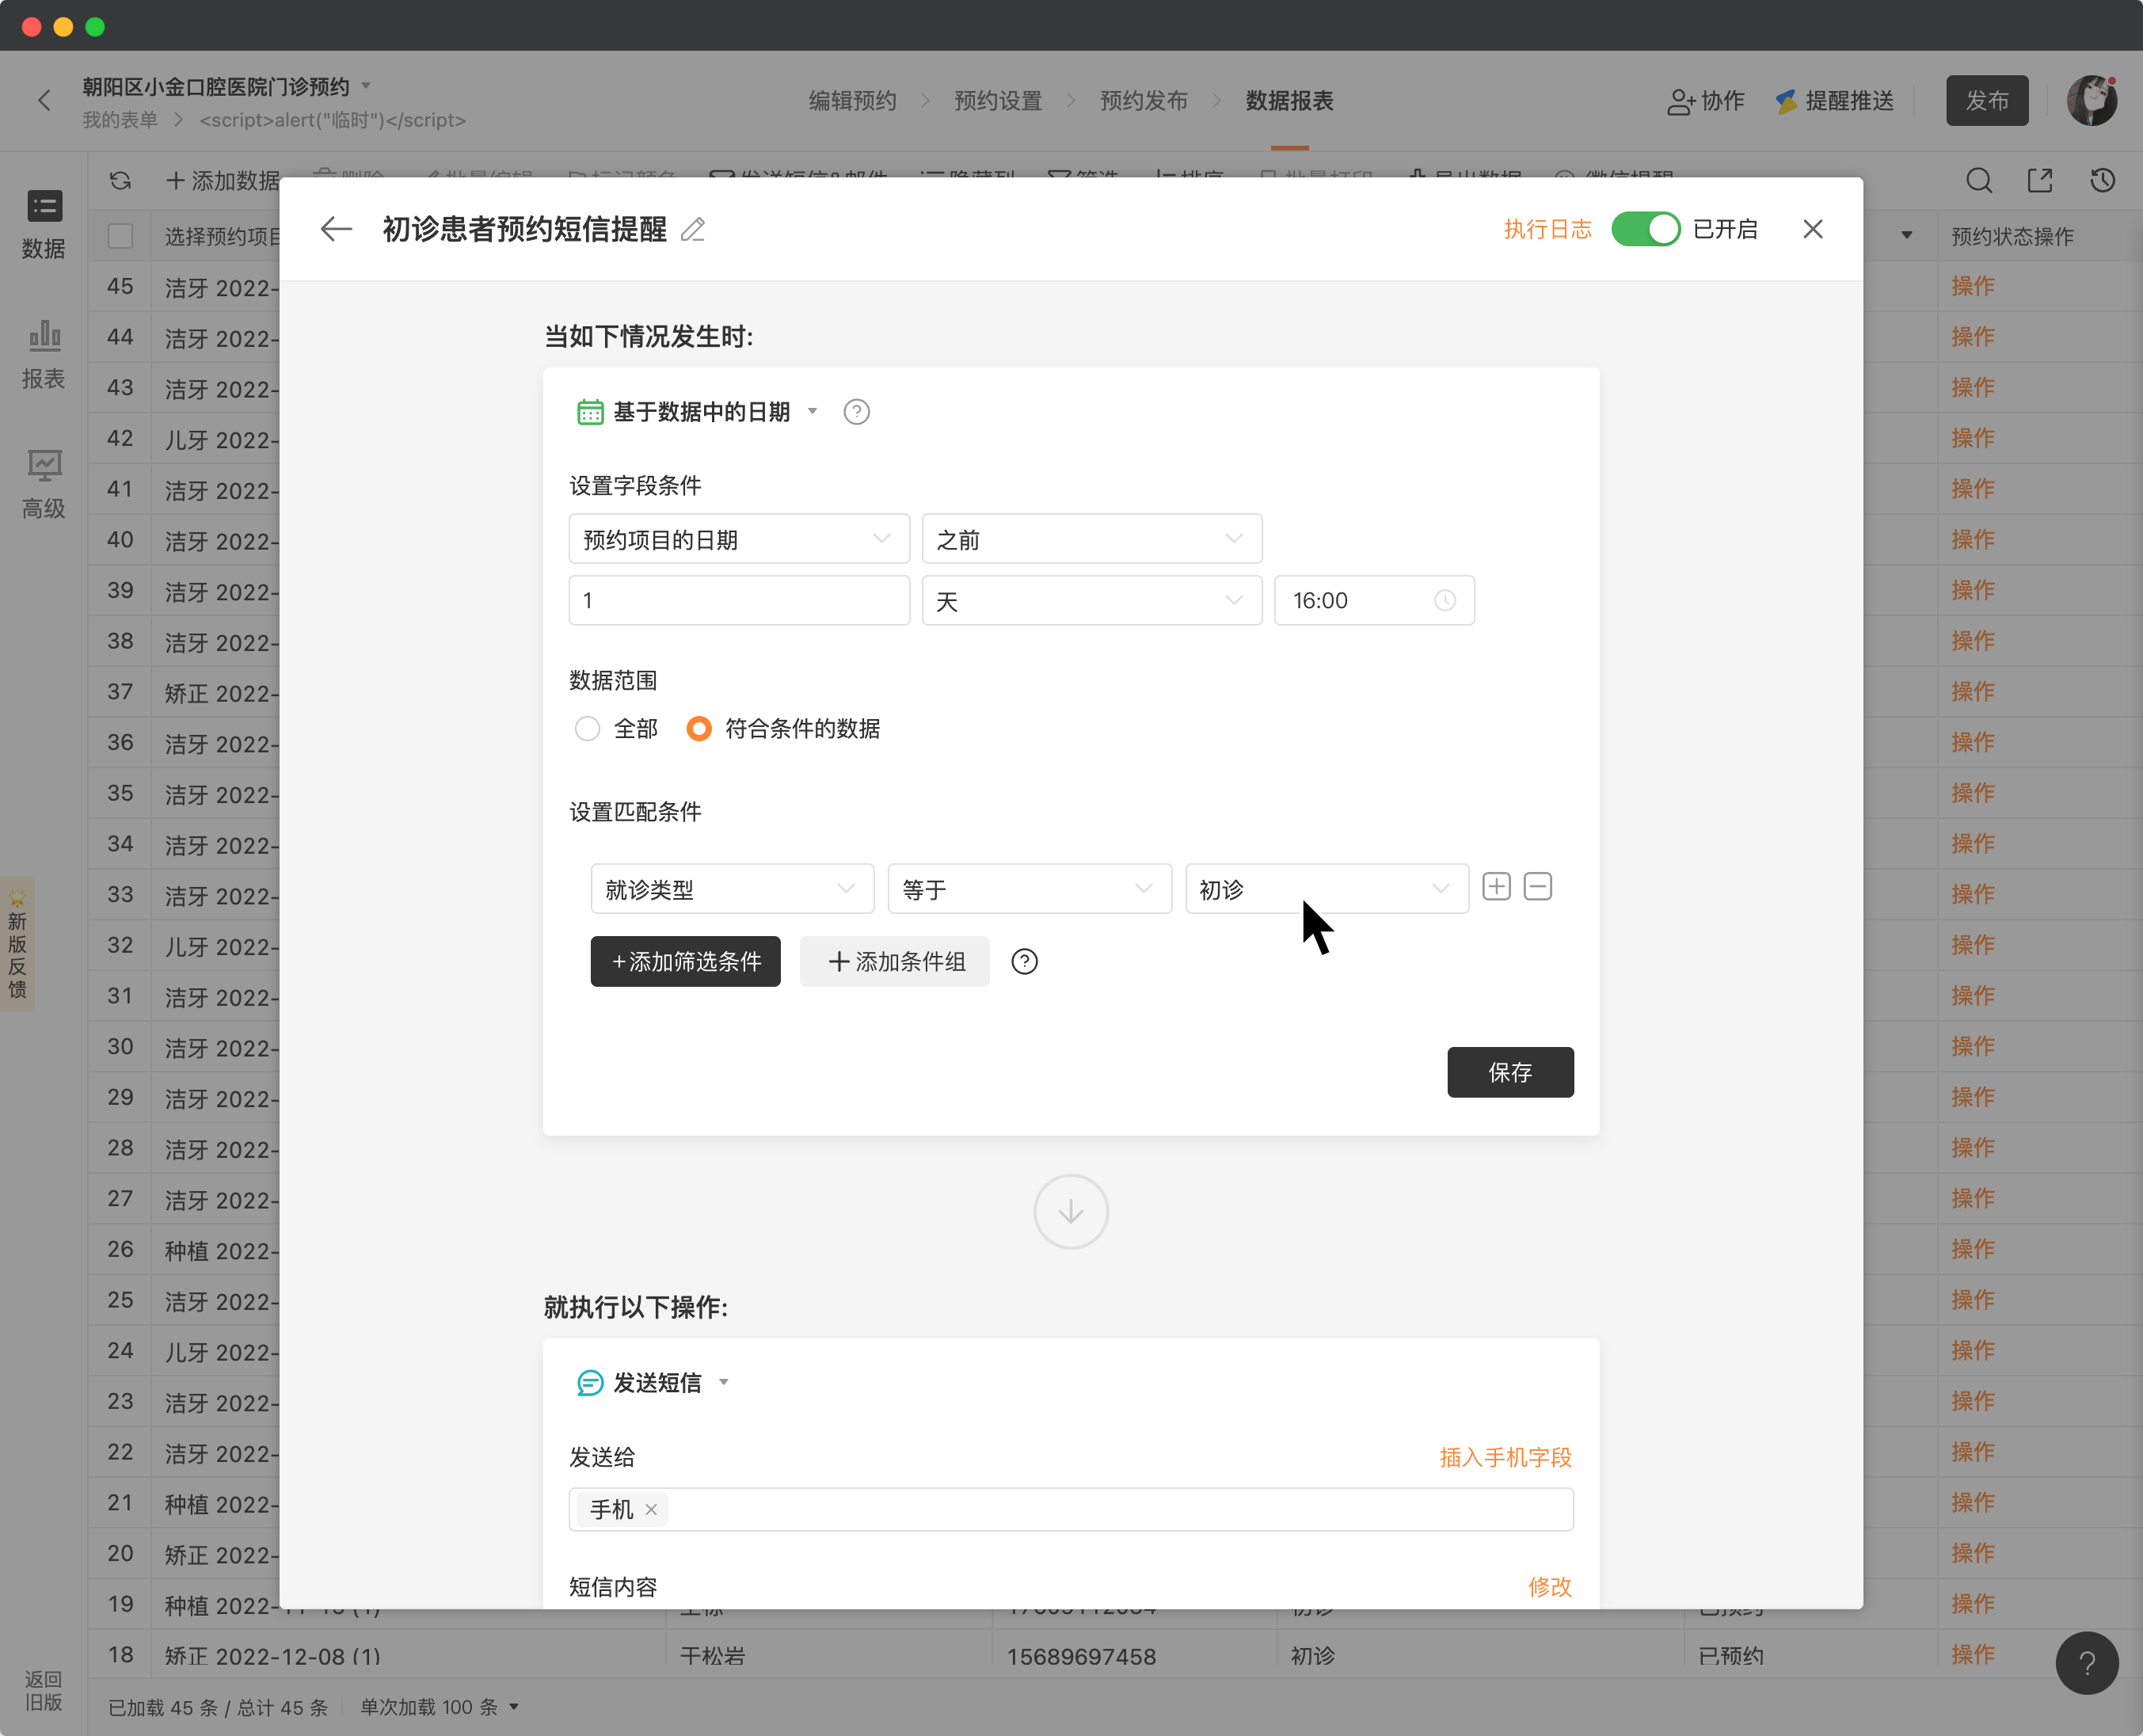 朝阳区小金口腔医院门诊预约
我的表单 > <script>alert("临时")</script>
编辑预约 > 预约设置 > 预约发布 > 数据报表
协作
提醒推送
发布
数据
报表
高级
新版反馈
返回
旧版
+ 添加数据
选择预约项目
预约状态操作
初诊患者预约短信提醒
执行日志
已开启
当如下情况发生时:
基于数据中的日期
设置字段条件
预约项目的日期
之前
1
天
16:00
数据范围
全部
符合条件的数据
设置匹配条件
就诊类型
等于
初诊
+添加筛选条件
+ 添加条件组
保存
就执行以下操作:
发送短信
发送给
插入手机字段
手机 ×
短信内容
修改
45 洁牙 2022- 操作
44 洁牙 2022- 操作
43 洁牙 2022- 操作
42 儿牙 2022- 操作
41 洁牙 2022- 操作
40 洁牙 2022- 操作
39 洁牙 2022- 操作
38 洁牙 2022- 操作
37 矫正 2022- 操作
36 洁牙 2022- 操作
35 洁牙 2022- 操作
34 洁牙 2022- 操作
33 洁牙 2022- 操作
32 儿牙 2022- 操作
31 洁牙 2022- 操作
30 洁牙 2022- 操作
29 洁牙 2022- 操作
28 洁牙 2022- 操作
27 洁牙 2022- 操作
26 种植 2022- 操作
25 洁牙 2022- 操作
24 儿牙 2022- 操作
23 洁牙 2022- 操作
22 洁牙 2022- 操作
21 种植 2022- 操作
20 矫正 2022- 操作
19 种植 2022- 操作
18 矫正 2022-12-08 (1) 于松岩 15689697458 初诊 已预约 操作
已加载 45 条 / 总计 45 条
单次加载 100 条